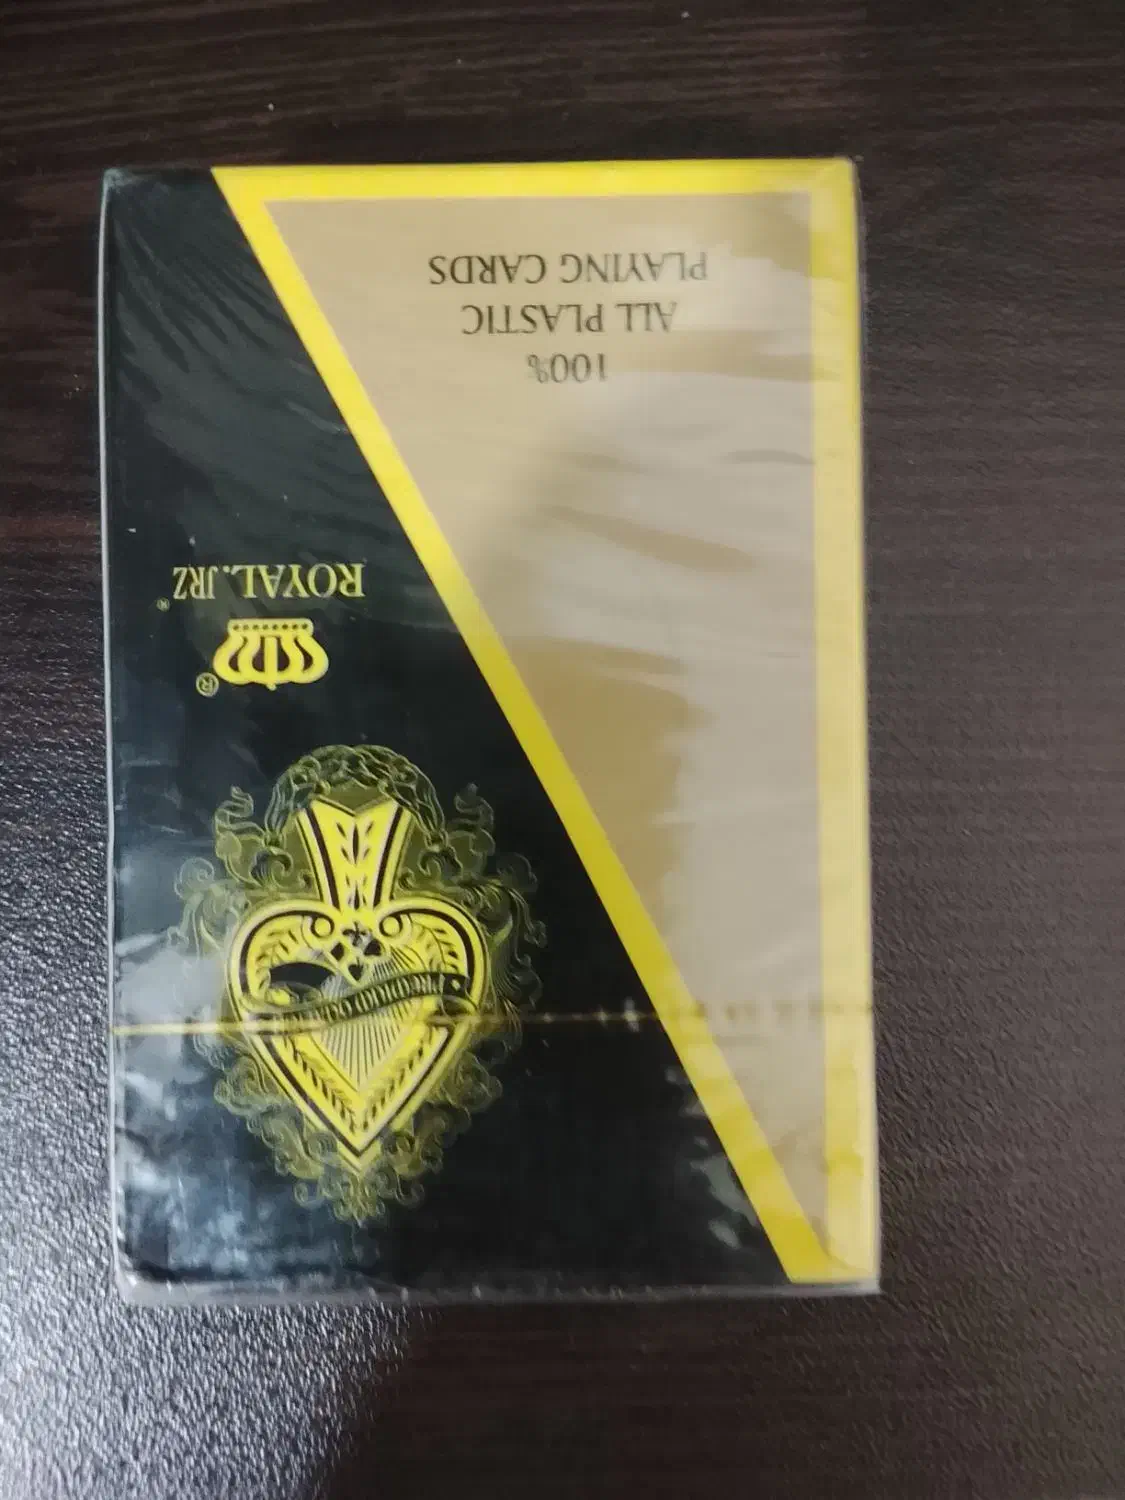 ROYAL.JRZ®
®
100%
ALL PLASTIC
PLAYING CARDS